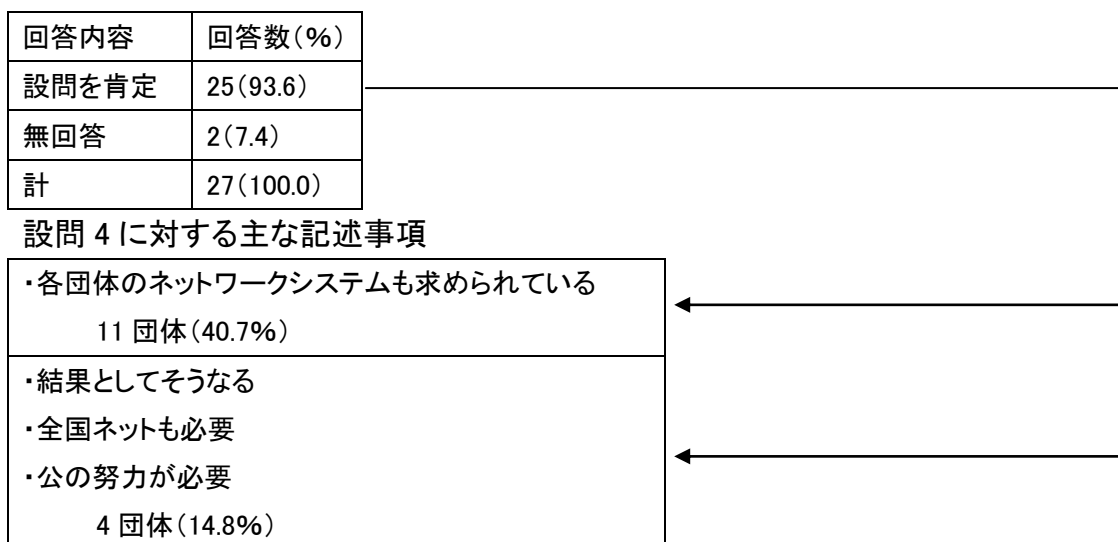 回答内容 回答数(%)
設問を肯定 25(93.6)
無回答 2(7.4)
計 27(100.0)
設問 4 に対する主な記述事項
・各団体のネットワークシステムも求められている
11 団体(40.7%)
・結果としてそうなる
・全国ネットも必要
・公の努力が必要
4 団体(14.8%)